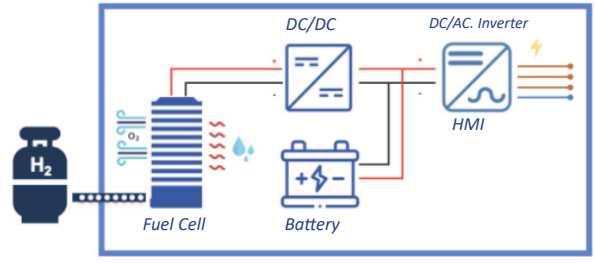 DC/DC
DC/AC. Inverter
+
-
+
-
O₂
H₂
HMI
+ -
Fuel Cell
Battery